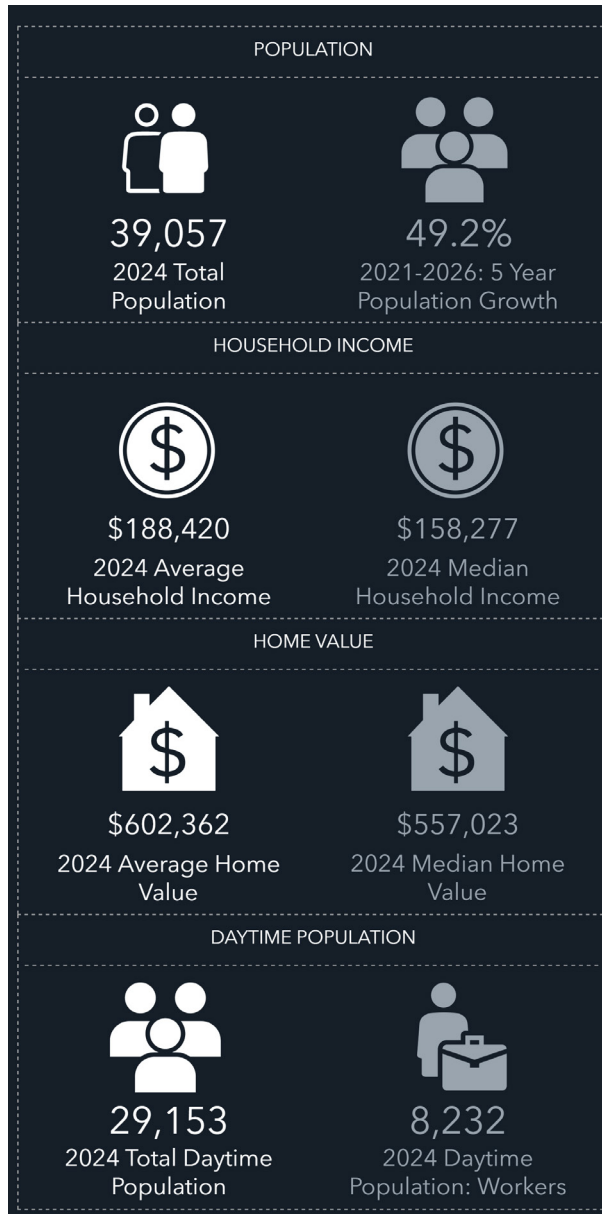 POPULATION
39,057
2024 Total
Population
49.2%
2021-2026: 5 Year
Population Growth
HOUSEHOLD INCOME
$
$188,420
2024 Average
Household Income
$
$158,277
2024 Median
Household Income
HOME VALUE
$
$602,362
2024 Average Home
Value
$
$557,023
2024 Median Home
Value
DAYTIME POPULATION
29,153
2024 Total Daytime
Population
8,232
2024 Daytime
Population: Workers